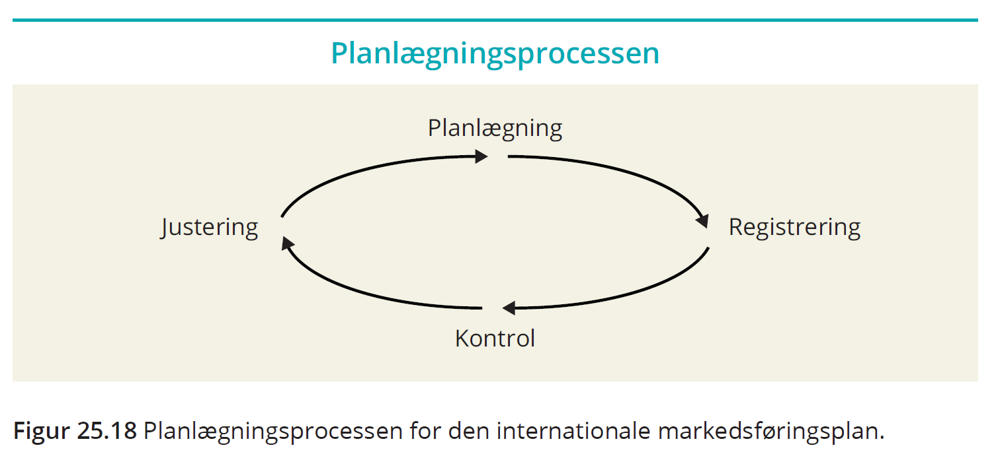 Planlægningsprocessen
Planlægning
Justering
Registrering
Kontrol
Figur 25.18 Planlægningsprocessen for den internationale markedsføringsplan.